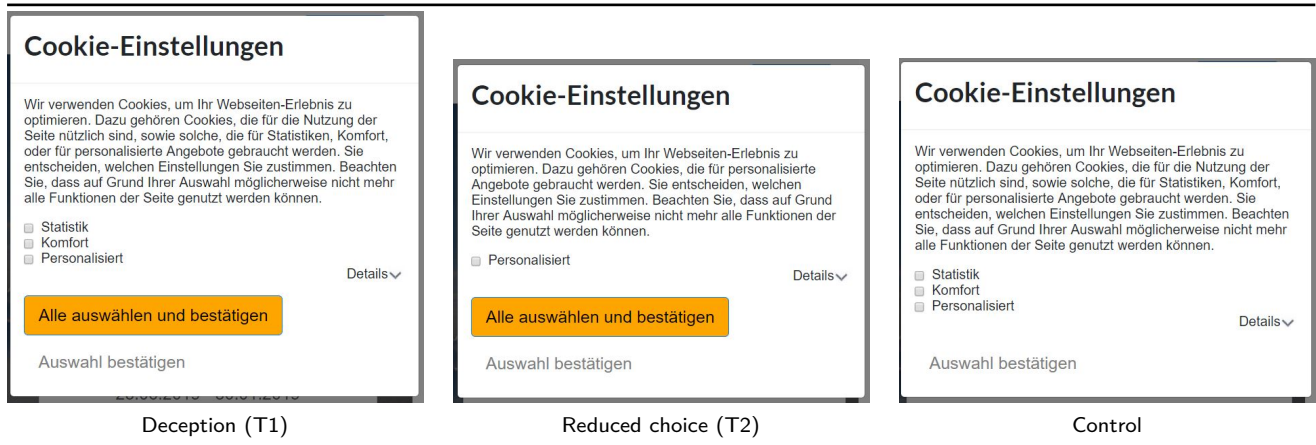 Cookie-Einstellungen
Wir verwenden Cookies, um Ihr Webseiten-Erlebnis zu
optimieren. Dazu gehören Cookies, die für die Nutzung der
Seite nützlich sind, sowie solche, die für Statistiken, Komfort,
oder für personalisierte Angebote gebraucht werden. Sie
entscheiden, welchen Einstellungen Sie zustimmen. Beachten
Sie, dass auf Grund Ihrer Auswahl möglicherweise nicht mehr
alle Funktionen der Seite genutzt werden können.
Statistik
Komfort
Personalisiert
Details
Alle auswählen und bestätigen
Auswahl bestätigen
Deception (T1)
Cookie-Einstellungen
Wir verwenden Cookies, um Ihr Webseiten-Erlebnis zu
optimieren. Dazu gehören Cookies, die für personalisierte
Angebote gebraucht werden. Sie entscheiden, welchen
Einstellungen Sie zustimmen. Beachten Sie, dass auf Grund
Ihrer Auswahl möglicherweise nicht mehr alle Funktionen der
Seite genutzt werden können.
Personalisiert
Details
Alle auswählen und bestätigen
Auswahl bestätigen
Reduced choice (T2)
Cookie-Einstellungen
Wir verwenden Cookies, um Ihr Webseiten-Erlebnis zu
optimieren. Dazu gehören Cookies, die für die Nutzung der
Seite nützlich sind, sowie solche, die für Statistiken, Komfort,
oder für personalisierte Angebote gebraucht werden. Sie
entscheiden, welchen Einstellungen Sie zustimmen. Beachten
Sie, dass auf Grund Ihrer Auswahl möglicherweise nicht mehr
alle Funktionen der Seite genutzt werden können.
Statistik
Komfort
Personalisiert
Details
Auswahl bestätigen
Control